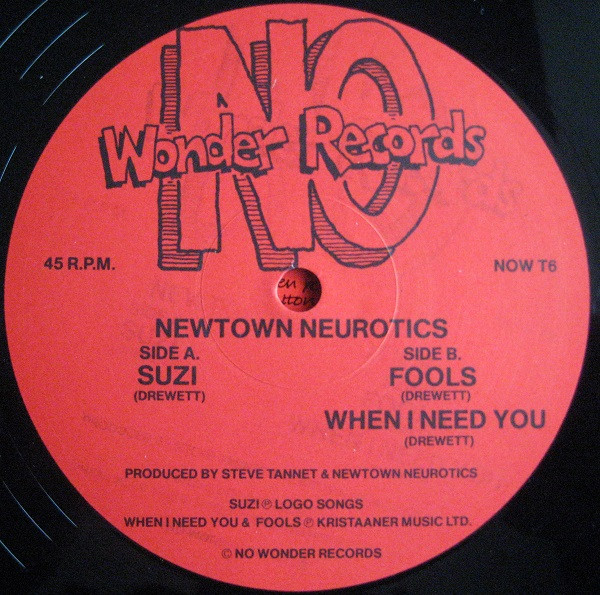 NO
Wonder Records
45 R.P.M. NOW T6
NEWTOWN NEUROTICS
SIDE A. SIDE B.
SUZI FOOLS
(DREWETT) (DREWETT)
WHEN I NEED YOU
(DREWETT)
PRODUCED BY STEVE TANNET & NEWTOWN NEUROTICS
SUZI ℗ LOGO SONGS
WHEN I NEED YOU & FOOLS ℗ KRISTAANER MUSIC LTD.
© NO WONDER RECORDS